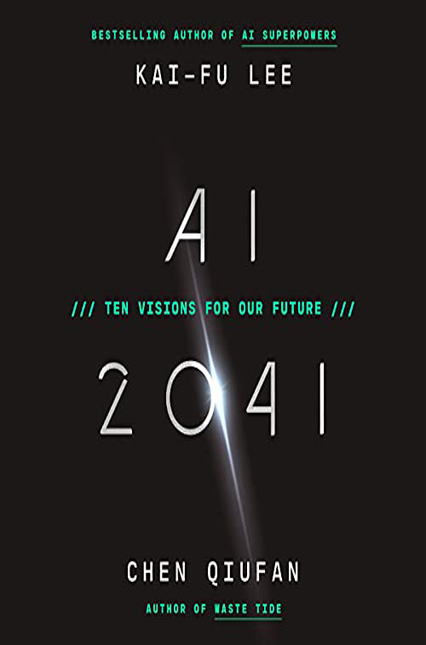 BESTSELLING AUTHOR OF AI SUPERPOWERS
KAI-FU LEE
AI
/// TEN VISIONS FOR OUR FUTURE ///
2041
CHEN QIUFAN
AUTHOR OF WASTE TIDE